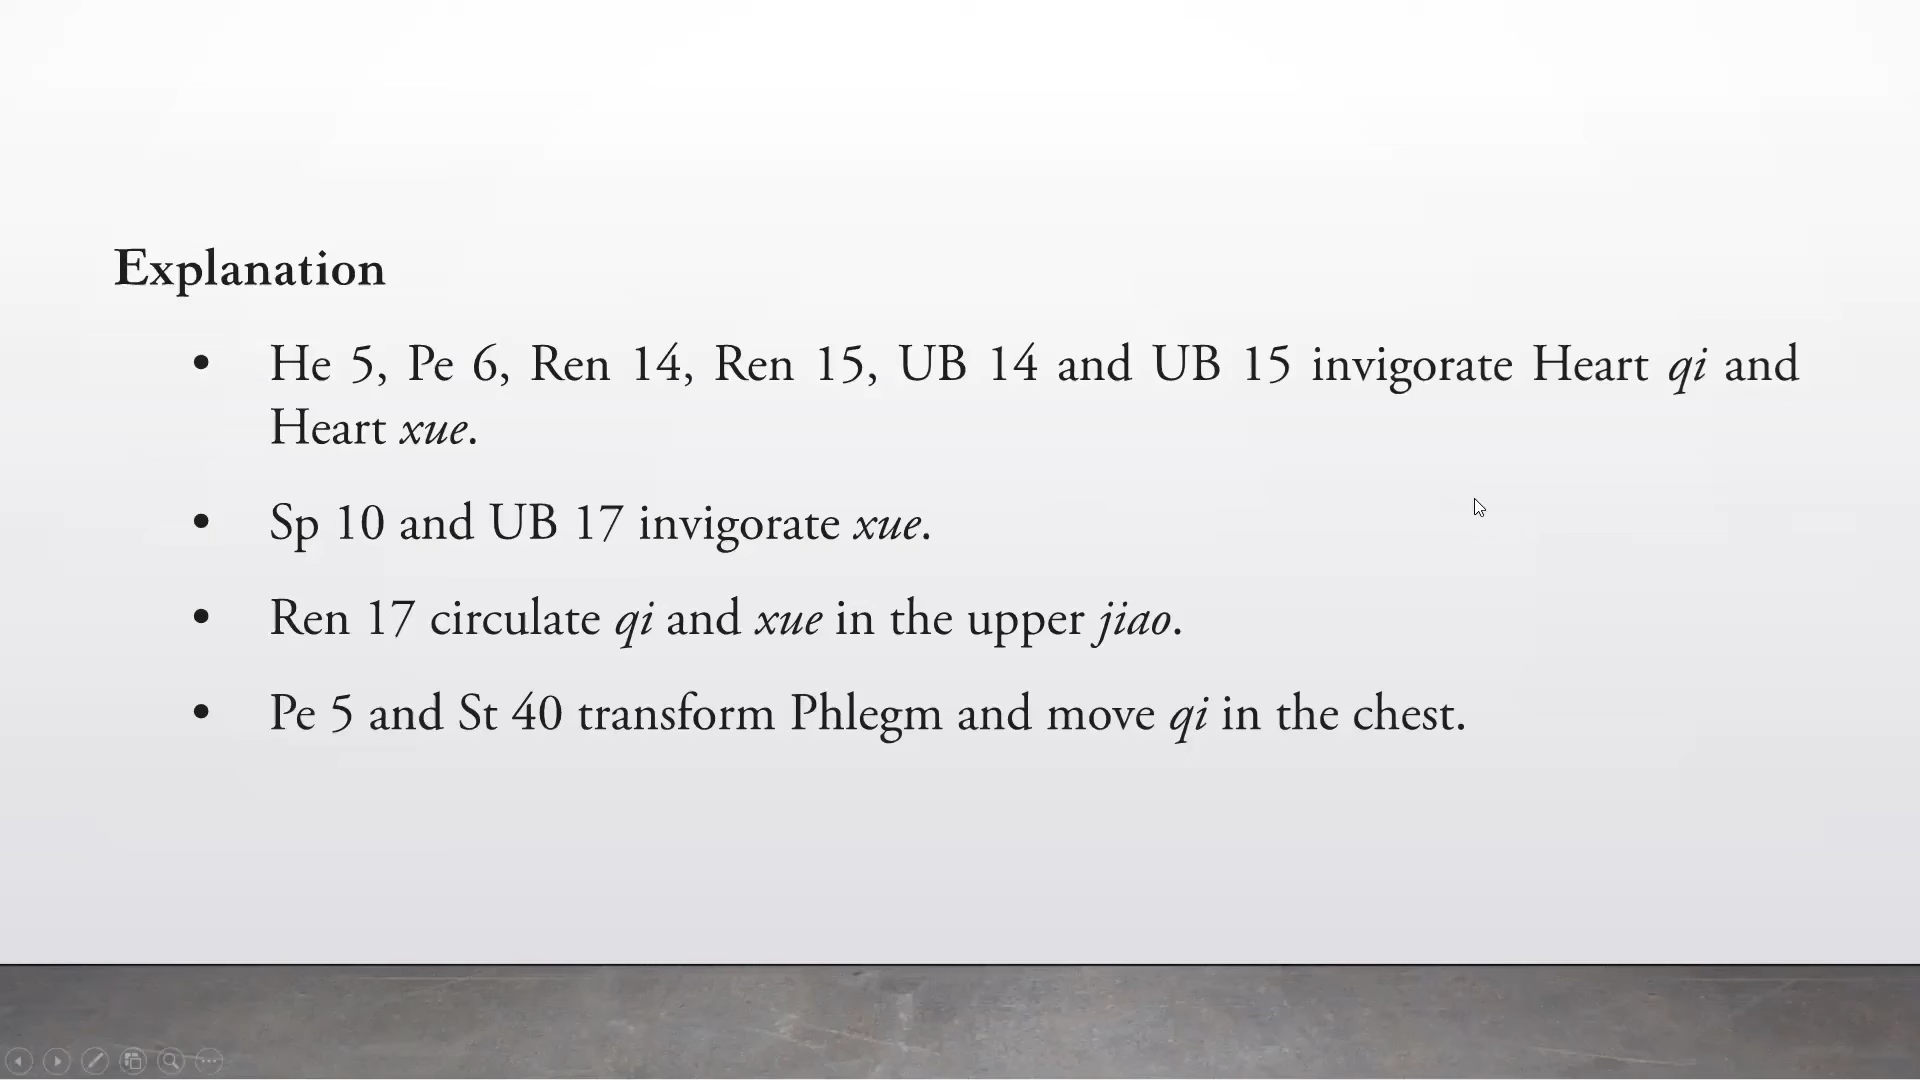 Explanation
• He 5, Pe 6, Ren 14, Ren 15, UB 14 and UB 15 invigorate Heart qi and
Heart xue.
• Sp 10 and UB 17 invigorate xue.
• Ren 17 circulate qi and xue in the upper jiao.
• Pe 5 and St 40 transform Phlegm and move qi in the chest.